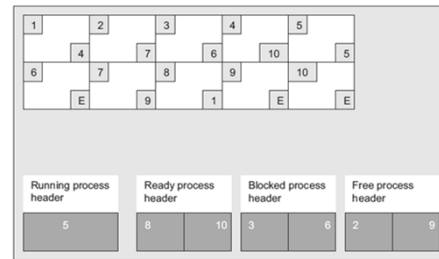 1 2 3 4 5
4 7 6 10 5
6 7 8 9 10
E 9 1 E E
Running process header
Ready process header
Blocked process header
Free process header
5
8 10
3 6
2 9